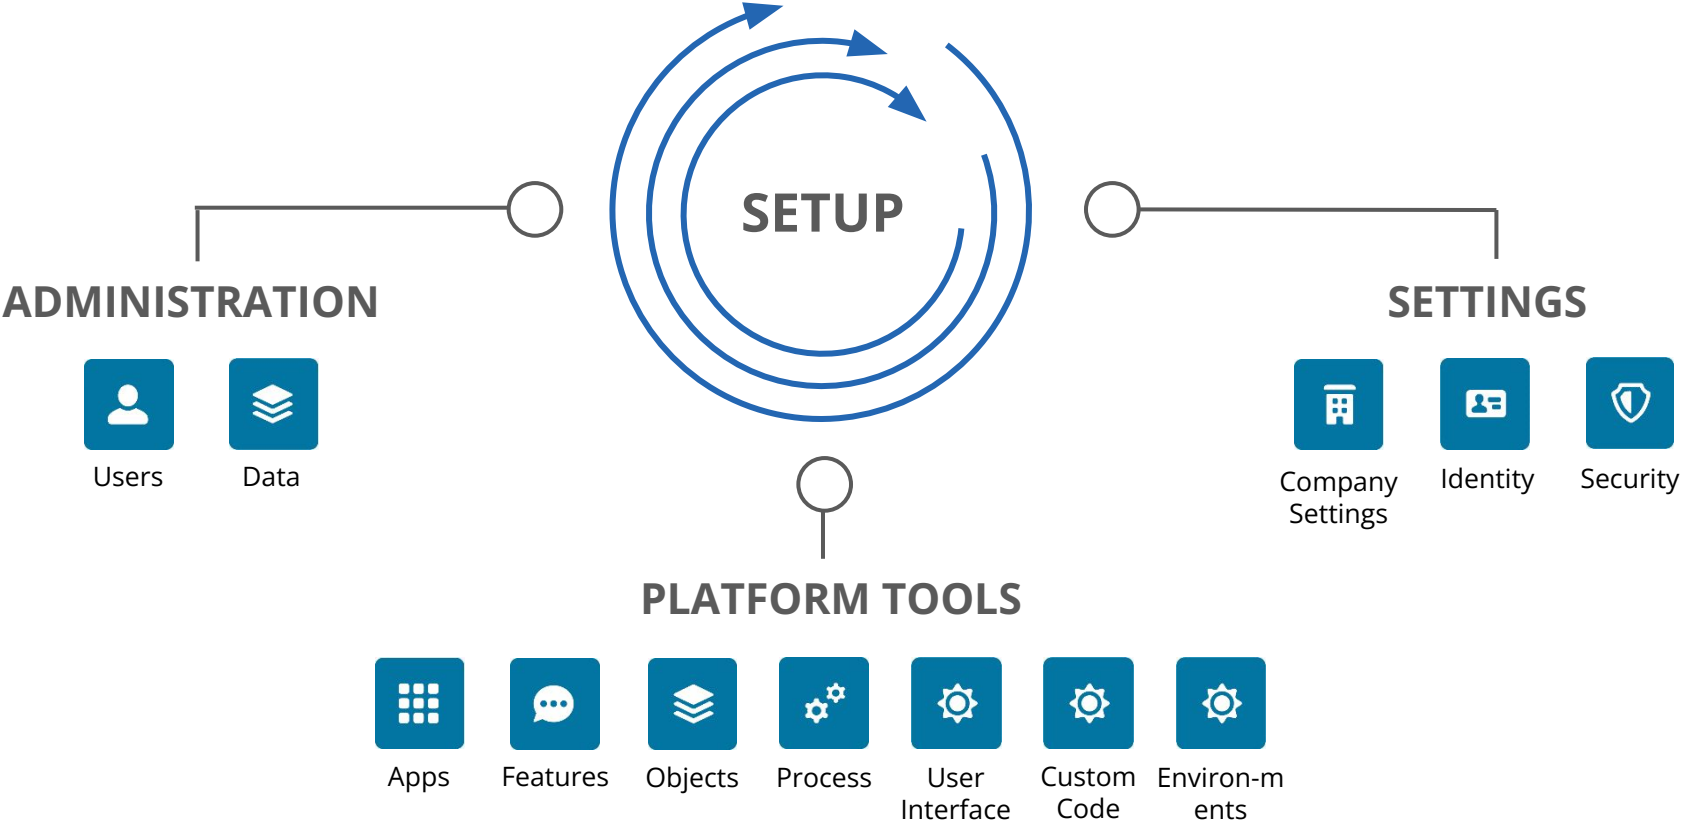 SETUP
ADMINISTRATION
Users
Data
SETTINGS
Company
Settings
Identity
Security
PLATFORM TOOLS
Apps
Features
Objects
Process
User
Interface
Custom
Code
Environ-m
ents